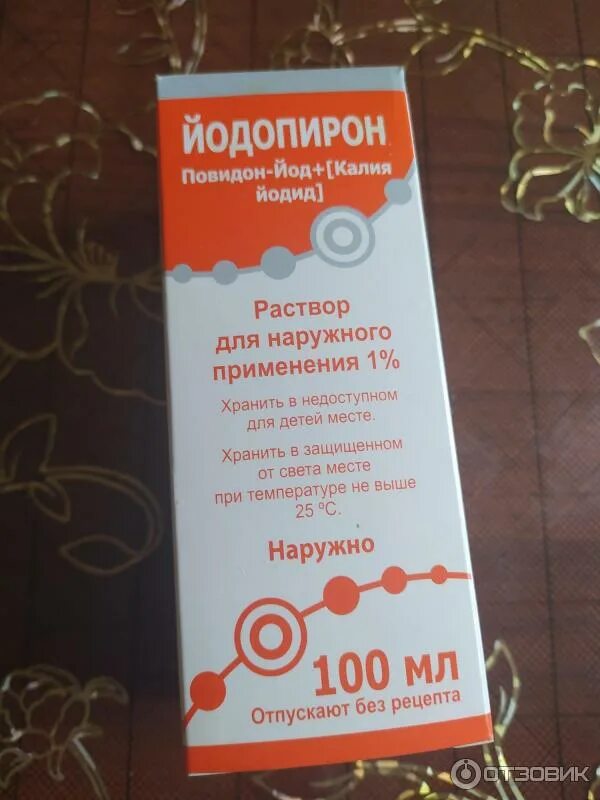 ЙОДОПИРОН
Повидон-Йод+[Калия
йодид]
Раствор
для наружного
применения 1%
Хранить в недоступном
для детей месте.
Хранить в защищенном
от света месте
при температуре не выше
25 ºС.
Наружно
100 мл
Отпускают без рецепта
ОТЗОВИК